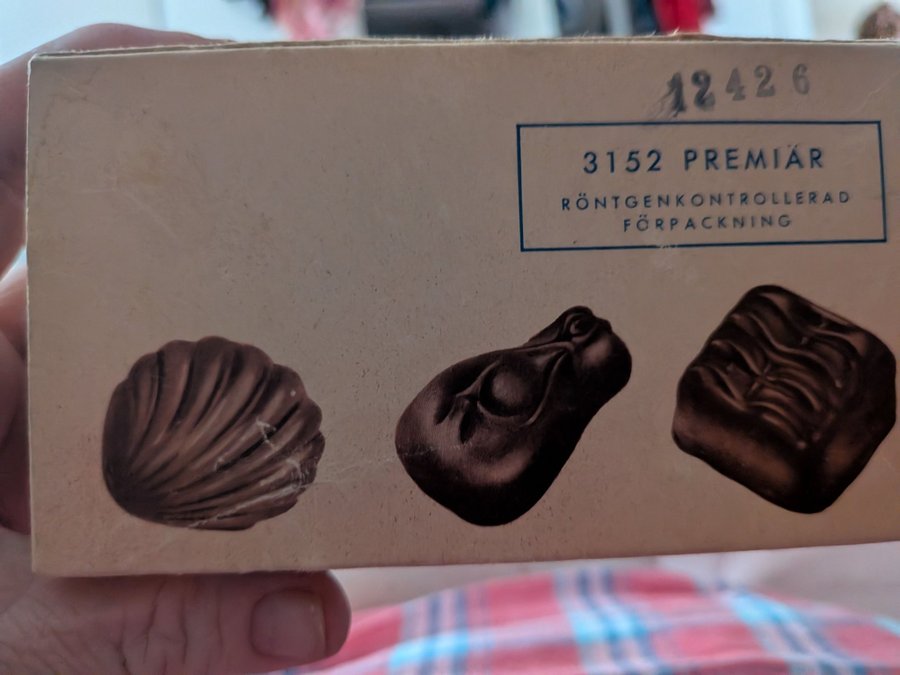 12426
3152 PREMIÄR
RÖNTGENKONTROLLERAD
FÖRPACKNING